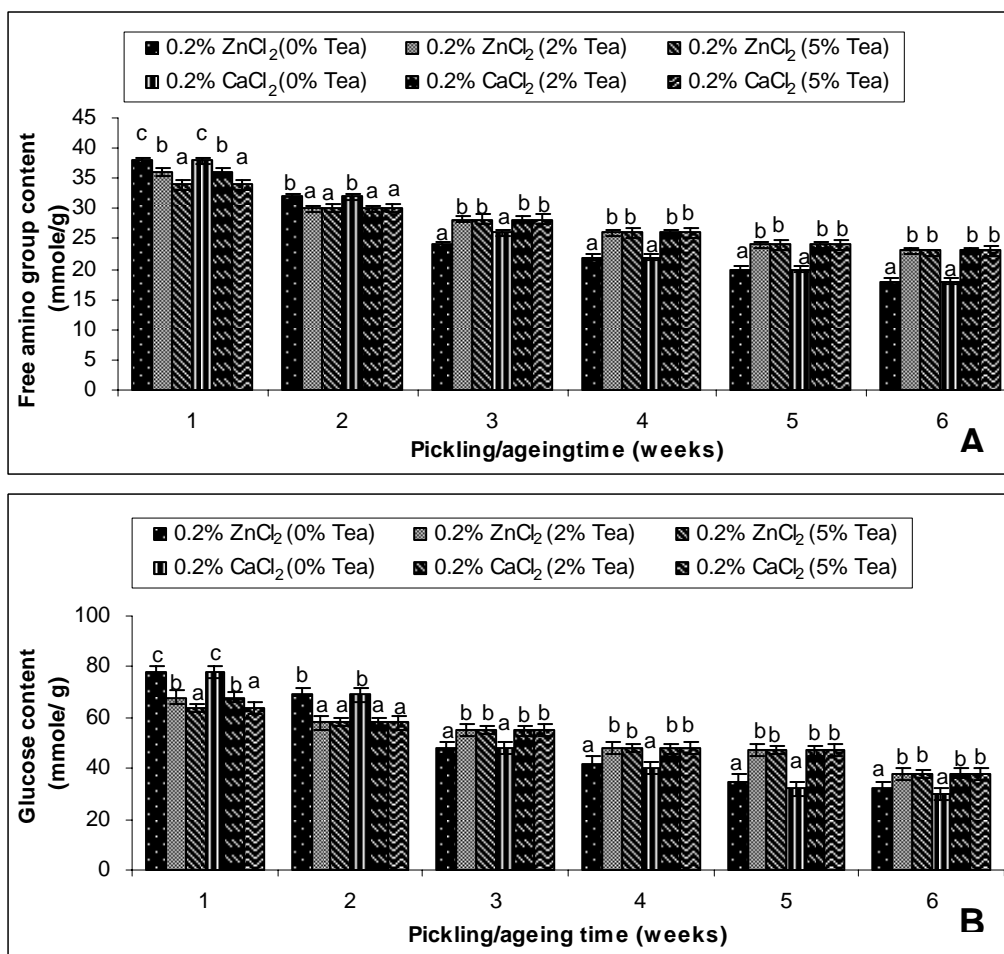 0.2% ZnCl₂ (0% Tea) 0.2% ZnCl₂ (2% Tea) 0.2% ZnCl₂ (5% Tea)
0.2% CaCl₂ (0% Tea) 0.2% CaCl₂ (2% Tea) 0.2% CaCl₂ (5% Tea)
Free amino group content
(mmole/g)
45
40
35
30
25
20
15
10
5
0
c b a c b a
b a a b a a
a b b a b b
a b b a b b
a b b a b b
a b b a b b
1 2 3 4 5 6
Pickling/ageingtime (weeks)
A
0.2% ZnCl₂ (0% Tea) 0.2% ZnCl₂ (2% Tea) 0.2% ZnCl₂ (5% Tea)
0.2% CaCl₂ (0% Tea) 0.2% CaCl₂ (2% Tea) 0.2% CaCl₂ (5% Tea)
Glucose content
(mmole/ g)
100
80
60
40
20
0
c b a c b a
b a a b a a
a b b a b b
a b b a b b
a b b a b b
a b b a b b
1 2 3 4 5 6
Pickling/ageing time (weeks)
B